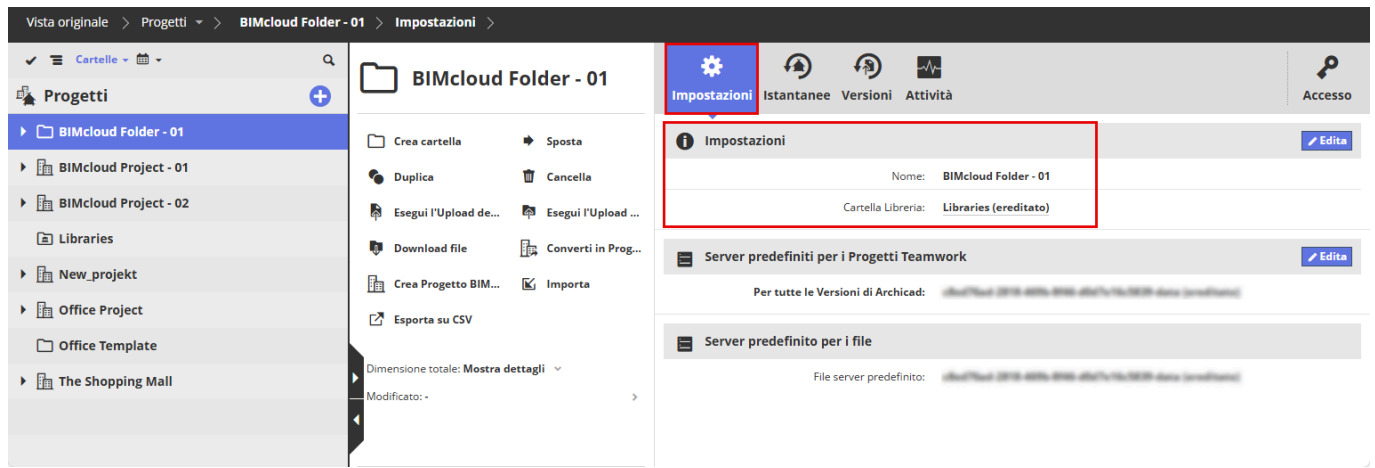 Vista originale > Progetti > BIMcloud Folder - 01 > Impostazioni >
Cartelle
Progetti
BIMcloud Folder - 01
BIMcloud Project - 01
BIMcloud Project - 02
Libraries
New_projekt
Office Project
Office Template
The Shopping Mall
BIMcloud Folder - 01
Crea cartella
Sposta
Duplica
Cancella
Esegui l'Upload de...
Esegui l'Upload ...
Download file
Converti in Prog...
Crea Progetto BIM...
Importa
Esporta su CSV
Dimensione totale: Mostra dettagli
Modificato: -
Impostazioni
Istantanee
Versioni
Attività
Accesso
Impostazioni
Edita
Nome: BIMcloud Folder - 01
Cartella Libreria: Libraries (ereditato)
Server predefiniti per i Progetti Teamwork
Edita
Per tutte le Versioni di Archicad:
Server predefinito per i file
File server predefinito: